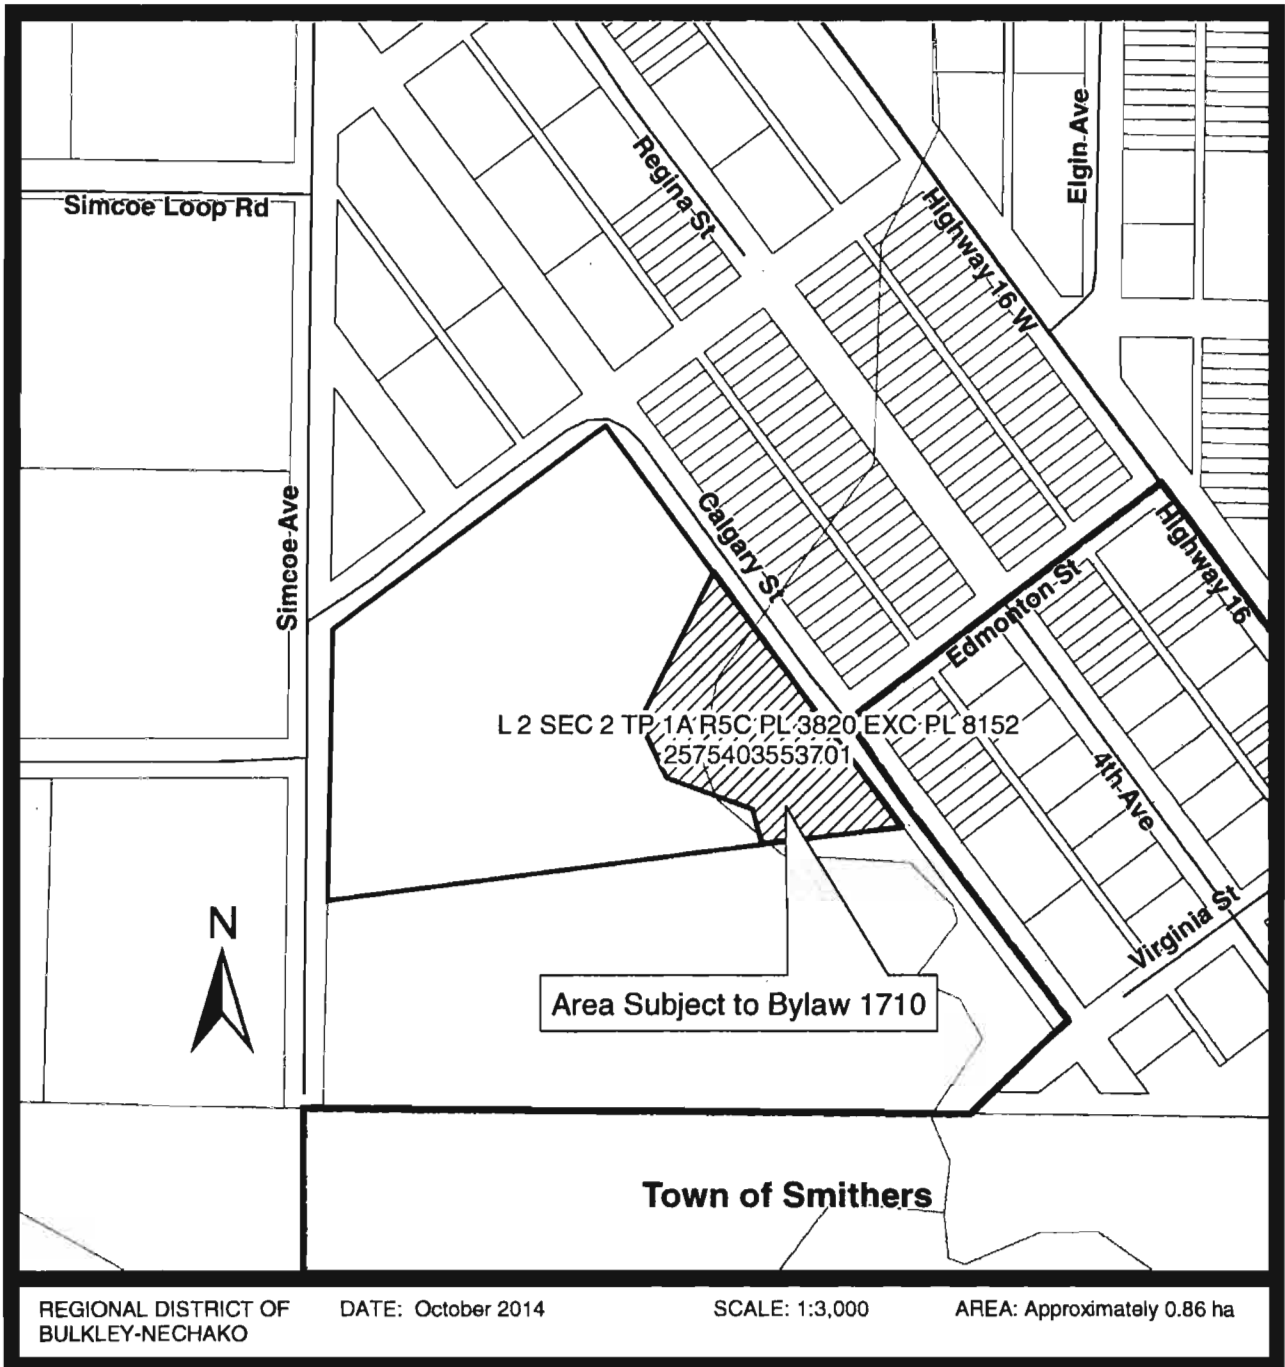 Elgin Ave
Regina St
Simcoe Loop Rd
Highway 16 W
Simcoe Ave
Calgary St
Highway 16
Edmonton St
L 2 SEC 2 TP 1A R5C PL 3820 EXC PL 8152
25754035537.01
4th Ave
Virginia St
N
Area Subject to Bylaw 1710
Town of Smithers
REGIONAL DISTRICT OF
BULKLEY-NECHAKO
DATE: October 2014
SCALE: 1:3,000
AREA: Approximately 0.86 ha